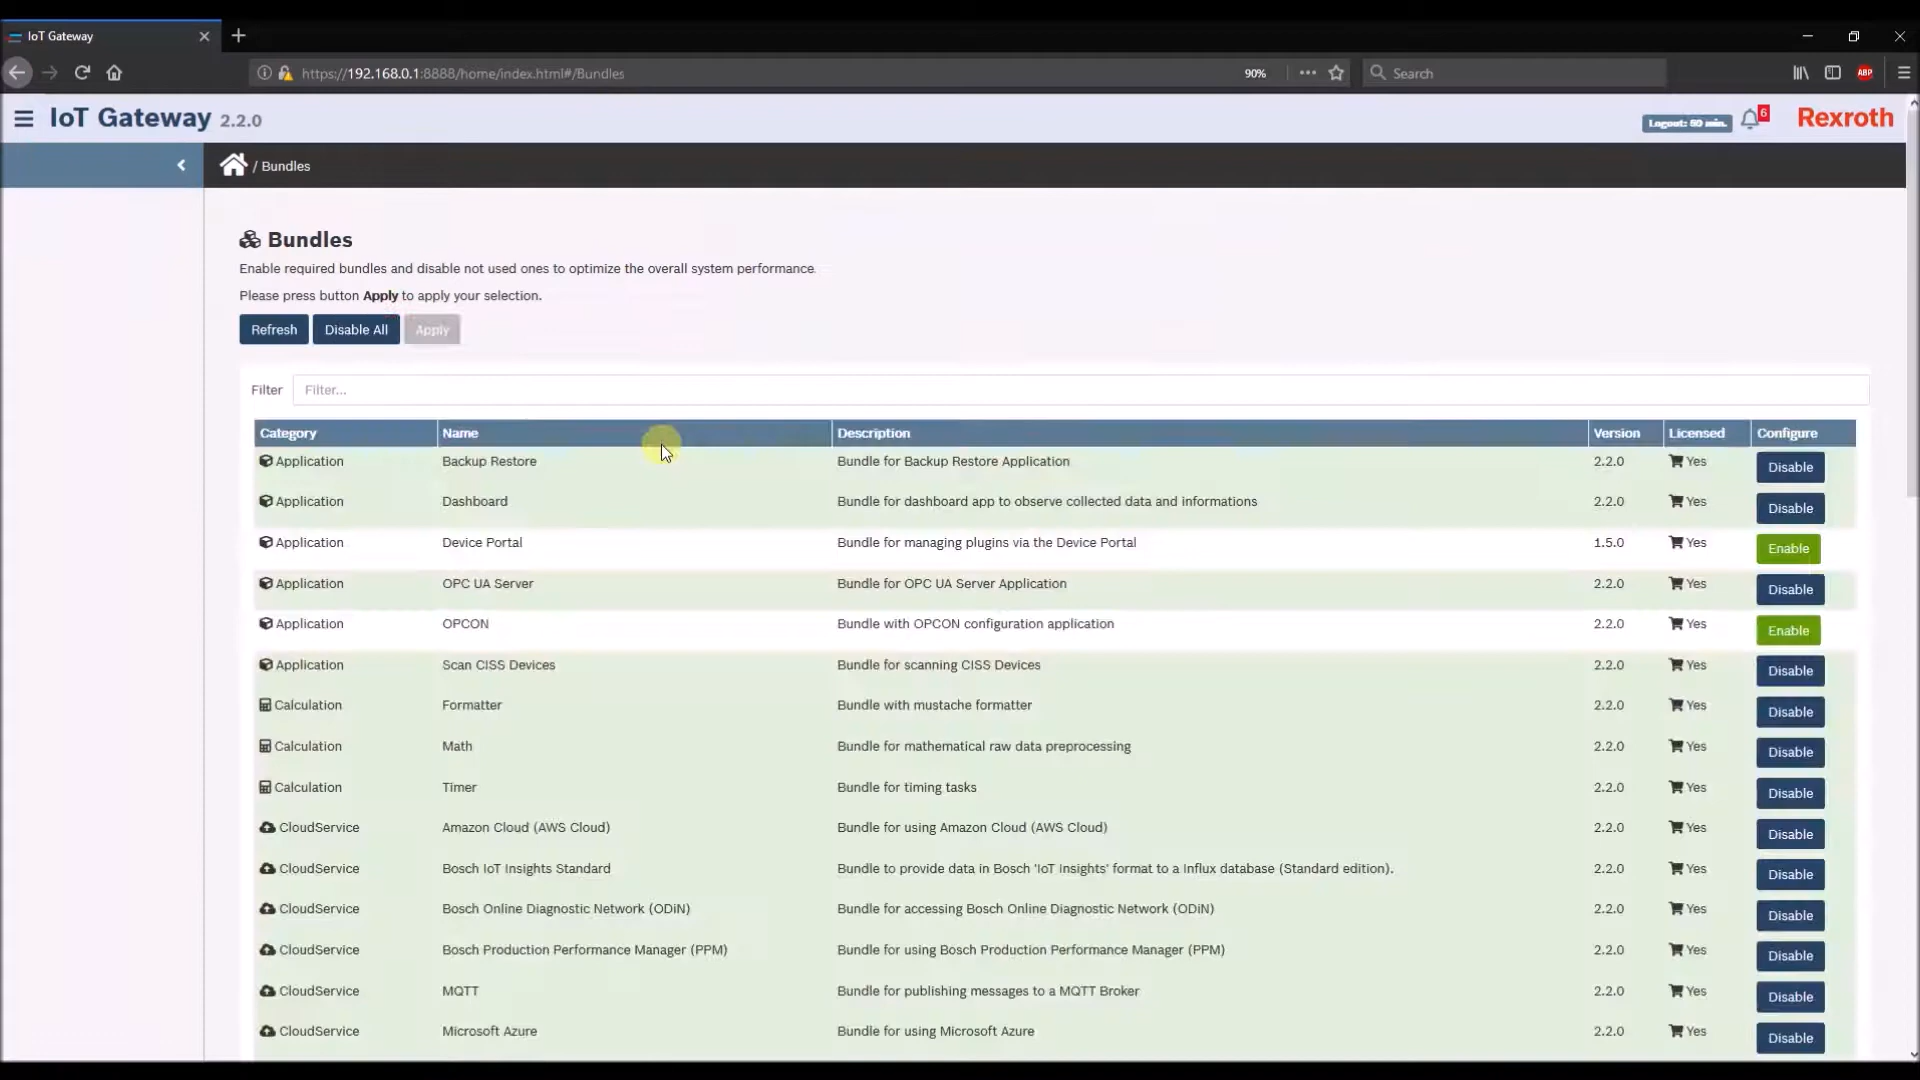 IoT Gateway
https://192.168.0.1:8888/home/index.html#/Bundles
90%
Search
ABP
IoT Gateway 2.2.0
Logout: 60 min.
6
Rexroth
/ Bundles
Bundles
Enable required bundles and disable not used ones to optimize the overall system performance
Please press button Apply to apply your selection.
Refresh Disable All Apply
Filter Filter...
Category Name Description Version Licensed Configure
Application Backup Restore Bundle for Backup Restore Application 2.2.0 Yes Disable
Application Dashboard Bundle for dashboard app to observe collected data and informations 2.2.0 Yes Disable
Application Device Portal Bundle for managing plugins via the Device Portal 1.5.0 Yes Enable
Application OPC UA Server Bundle for OPC UA Server Application 2.2.0 Yes Disable
Application OPCON Bundle with OPCON configuration application 2.2.0 Yes Enable
Application Scan CISS Devices Bundle for scanning CISS Devices 2.2.0 Yes Disable
Calculation Formatter Bundle with mustache formatter 2.2.0 Yes Disable
Calculation Math Bundle for mathematical raw data preprocessing 2.2.0 Yes Disable
Calculation Timer Bundle for timing tasks 2.2.0 Yes Disable
CloudService Amazon Cloud (AWS Cloud) Bundle for using Amazon Cloud (AWS Cloud) 2.2.0 Yes Disable
CloudService Bosch IoT Insights Standard Bundle to provide data in Bosch 'IoT Insights' format to a Influx database (Standard edition). 2.2.0 Yes Disable
CloudService Bosch Online Diagnostic Network (ODiN) Bundle for accessing Bosch Online Diagnostic Network (ODiN) 2.2.0 Yes Disable
CloudService Bosch Production Performance Manager (PPM) Bundle for using Bosch Production Performance Manager (PPM) 2.2.0 Yes Disable
CloudService MQTT Bundle for publishing messages to a MQTT Broker 2.2.0 Yes Disable
CloudService Microsoft Azure Bundle for using Microsoft Azure 2.2.0 Yes Disable